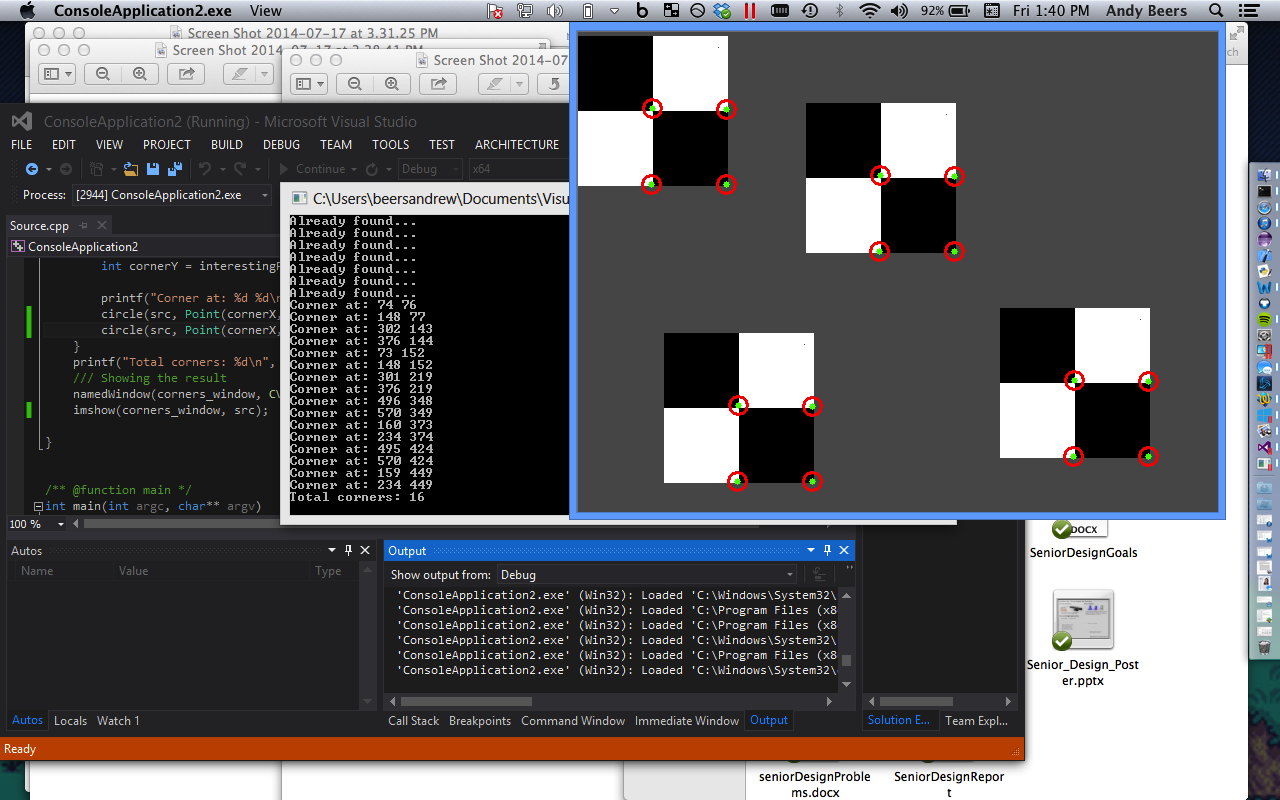 ConsoleApplication2.exe View
92% Fri 1:40 PM Andy Beers
Screen Shot 2014-07-17 at 3.31.25 PM
Screen Shot 2014-07-17 at 3.28.41 PM
Screen Shot 2014-07-
ConsoleApplication2 (Running) - Microsoft Visual Studio
FILE EDIT VIEW PROJECT BUILD DEBUG TEAM TOOLS TEST ARCHITECTURE
Continue Debug x64
Process: [2944] ConsoleApplication2.exe
C:\Users\beersandrew\Documents\Visu
Source.cpp
ConsoleApplication2
int cornerY = interestingP
printf("Corner at: %d %d\n
circle(src, Point(cornerX,
circle(src, Point(cornerX,
}
printf("Total corners: %d\n",
/// Showing the result
namedWindow(corners_window, CV
imshow(corners_window, src);
}
/** @function main */
int main(int argc, char** argv)
100 %
Already found...
Already found...
Already found...
Already found...
Already found...
Already found...
Already found...
Corner at: 74 76
Corner at: 148 77
Corner at: 302 143
Corner at: 376 144
Corner at: 73 152
Corner at: 148 152
Corner at: 301 219
Corner at: 376 219
Corner at: 496 348
Corner at: 570 349
Corner at: 160 373
Corner at: 234 374
Corner at: 495 424
Corner at: 570 424
Corner at: 159 449
Corner at: 234 449
Total corners: 16
Autos
Name Value Type
Autos Locals Watch 1
Output
Show output from: Debug
'ConsoleApplication2.exe' (Win32): Loaded 'C:\Windows\System32\
'ConsoleApplication2.exe' (Win32): Loaded 'C:\Program Files (x8
'ConsoleApplication2.exe' (Win32): Loaded 'C:\Program Files (x8
'ConsoleApplication2.exe' (Win32): Loaded 'C:\Windows\System32\
'ConsoleApplication2.exe' (Win32): Loaded 'C:\Program Files (x8
'ConsoleApplication2.exe' (Win32): Loaded 'C:\Windows\System32\
Call Stack Breakpoints Command Window Immediate Window Output
Solution E... Team Expl...
Ready
DOCX
SeniorDesignGoals
Senior_Design_Post
er.pptx
seniorDesignProble
ms.docx
SeniorDesignRepor
t